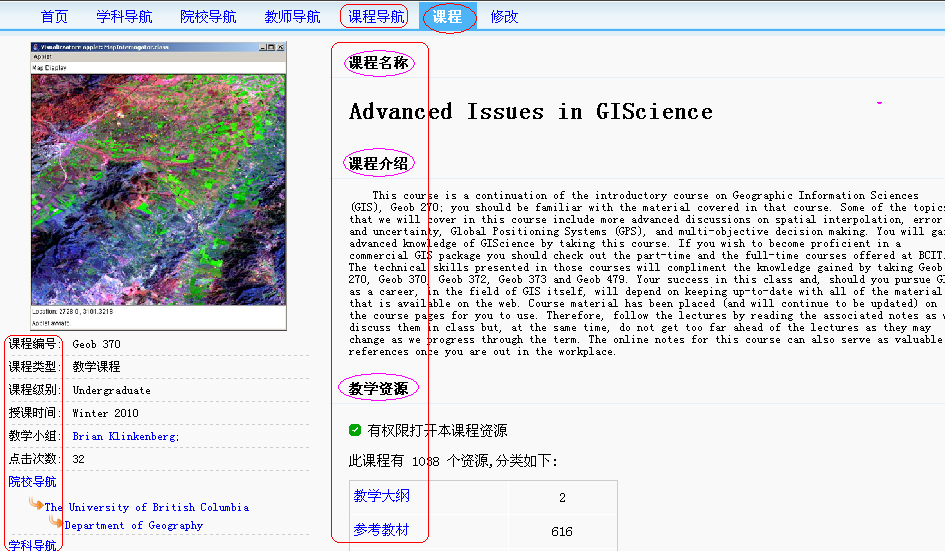 首页 学科导航 院校导航 教师导航 课程导航 课程 修改
Visualization applet: MapInterrogator.class
Applet
Map Display
Location: 2728.0, 3101.3218
Applet started.
课程编号: Geob 370
课程类型: 教学课程
课程级别: Undergraduate
授课时间: Winter 2010
教学小组: Brian Klinkenberg;
点击次数: 32
院校导航
The University of British Columbia
Department of Geography
学科导航
课程名称
Advanced Issues in GIScience
课程介绍
This course is a continuation of the introductory course on Geographic Information Sciences
(GIS), Geob 270; you should be familiar with the material covered in that course. Some of the topics
that we will cover in this course include more advanced discussions on spatial interpolation, error
and uncertainty, Global Positioning Systems (GPS), and multi-objective decision making. You will gai
advanced knowledge of GIScience by taking this course. If you wish to become proficient in a
commercial GIS package you should check out the part-time and the full-time courses offered at BCIT.
The technical skills presented in those courses will compliment the knowledge gained by taking Geob
270, Geob 370, Geob 372, Geob 373 and Geob 479. Your success in this class and, should you pursue GI
as a career, in the field of GIS itself, will depend on keeping up-to-date with all of the material
that is available on the web. Course material has been placed (and will continue to be updated) on
the course pages for you to use. Therefore, follow the lectures by reading the associated notes as w
discuss them in class but, at the same time, do not get too far ahead of the lectures as they may
change as we progress through the term. The online notes for this course can also serve as valuable
references once you are out in the workplace.
教学资源
有权限打开本课程资源
此课程有 1038 个资源,分类如下:
教学大纲 2
参考教材 616